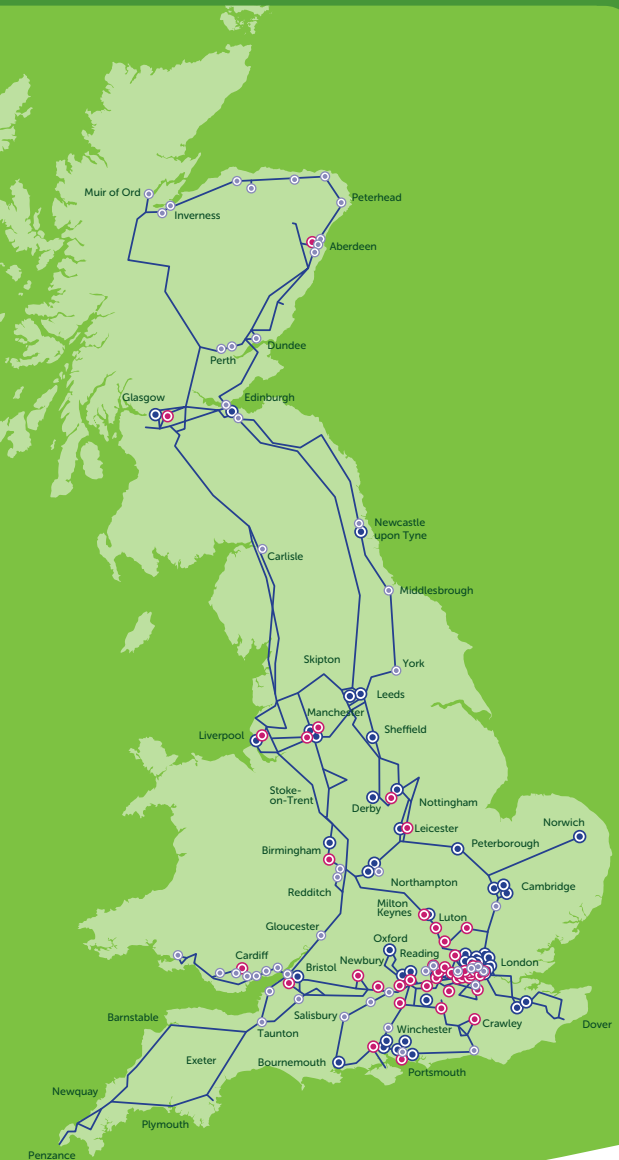 Muir of Ord
Peterhead
Inverness
Aberdeen
Dundee
Perth
Glasgow
Edinburgh
Newcastle
upon Tyne
Carlisle
Middlesbrough
Skipton
York
Leeds
Manchester
Sheffield
Liverpool
Stoke-
on-Trent
Derby
Nottingham
Norwich
Leicester
Peterborough
Birmingham
Northampton
Cambridge
Redditch
Milton
Keynes
Luton
Gloucester
Oxford
Reading
London
Cardiff
Newbury
Bristol
Salisbury
Barnstable
Taunton
Winchester
Crawley
Dover
Exeter
Bournemouth
Portsmouth
Newquay
Plymouth
Penzance